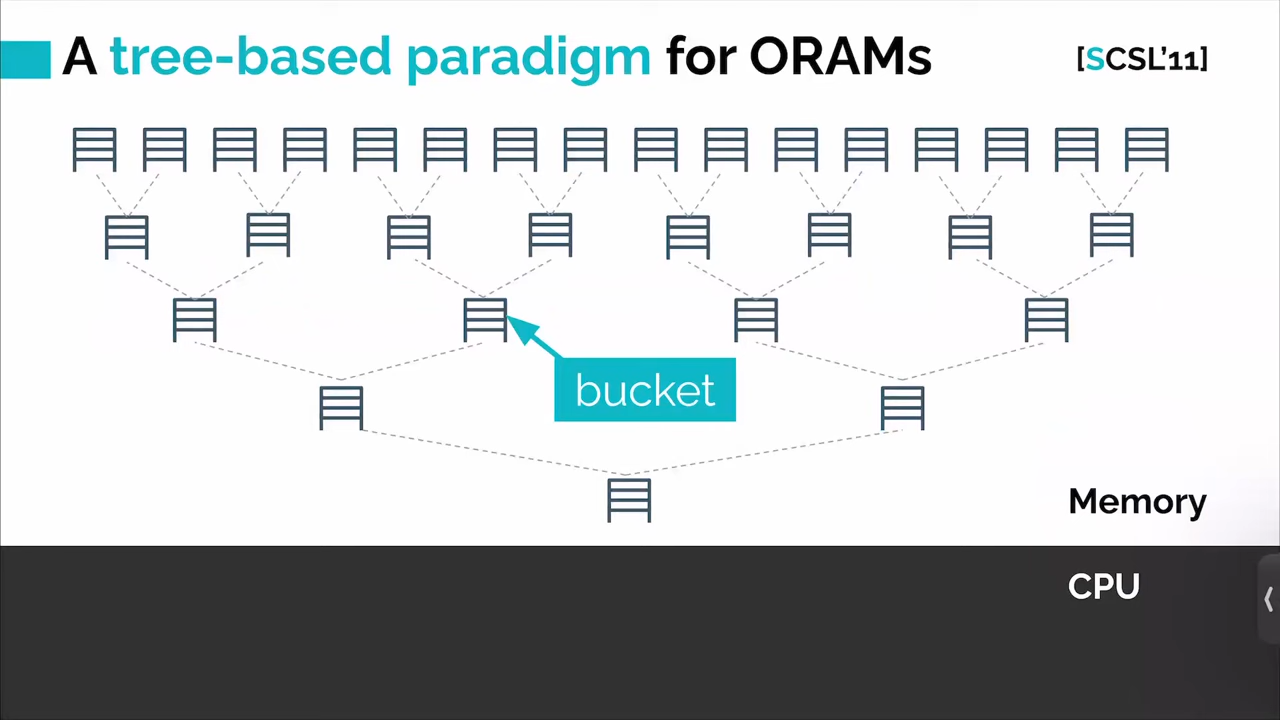 A tree-based paradigm for ORAMs
[SCSL’11]
bucket
Memory
CPU